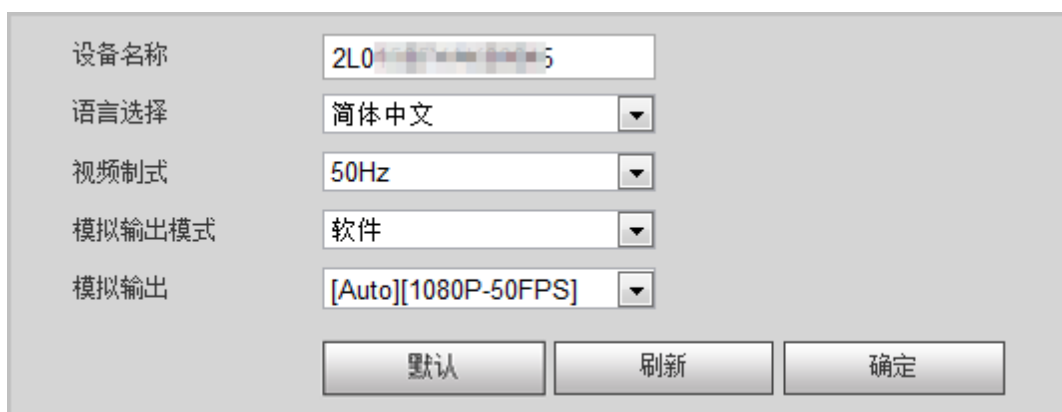 设备名称
语言选择 简体中文
视频制式 50Hz
模拟输出模式 软件
模拟输出 [Auto][1080P-50FPS]
默认 刷新 确定